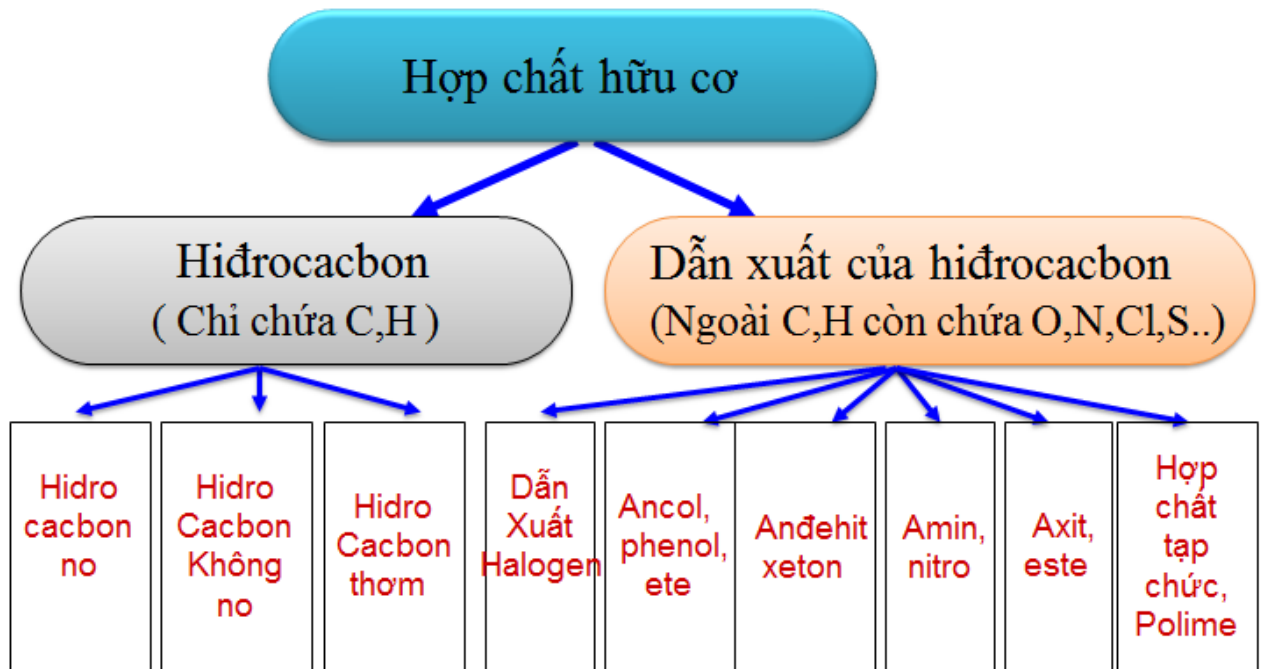 Hợp chất hữu cơ
Hiđrocacbon
( Chỉ chứa C,H )
Dẫn xuất của hiđrocacbon
(Ngoài C,H còn chứa O,N,Cl,S..)
Hidro
cacbon
no
Hidro
Cacbon
Không
no
Hidro
Cacbon
thơm
Dẫn
Xuất
Halogen
Ancol,
phenol,
ete
Anđehit
xeton
Amin,
nitro
Axit,
este
Hợp
chất
tạp
chức,
Polime